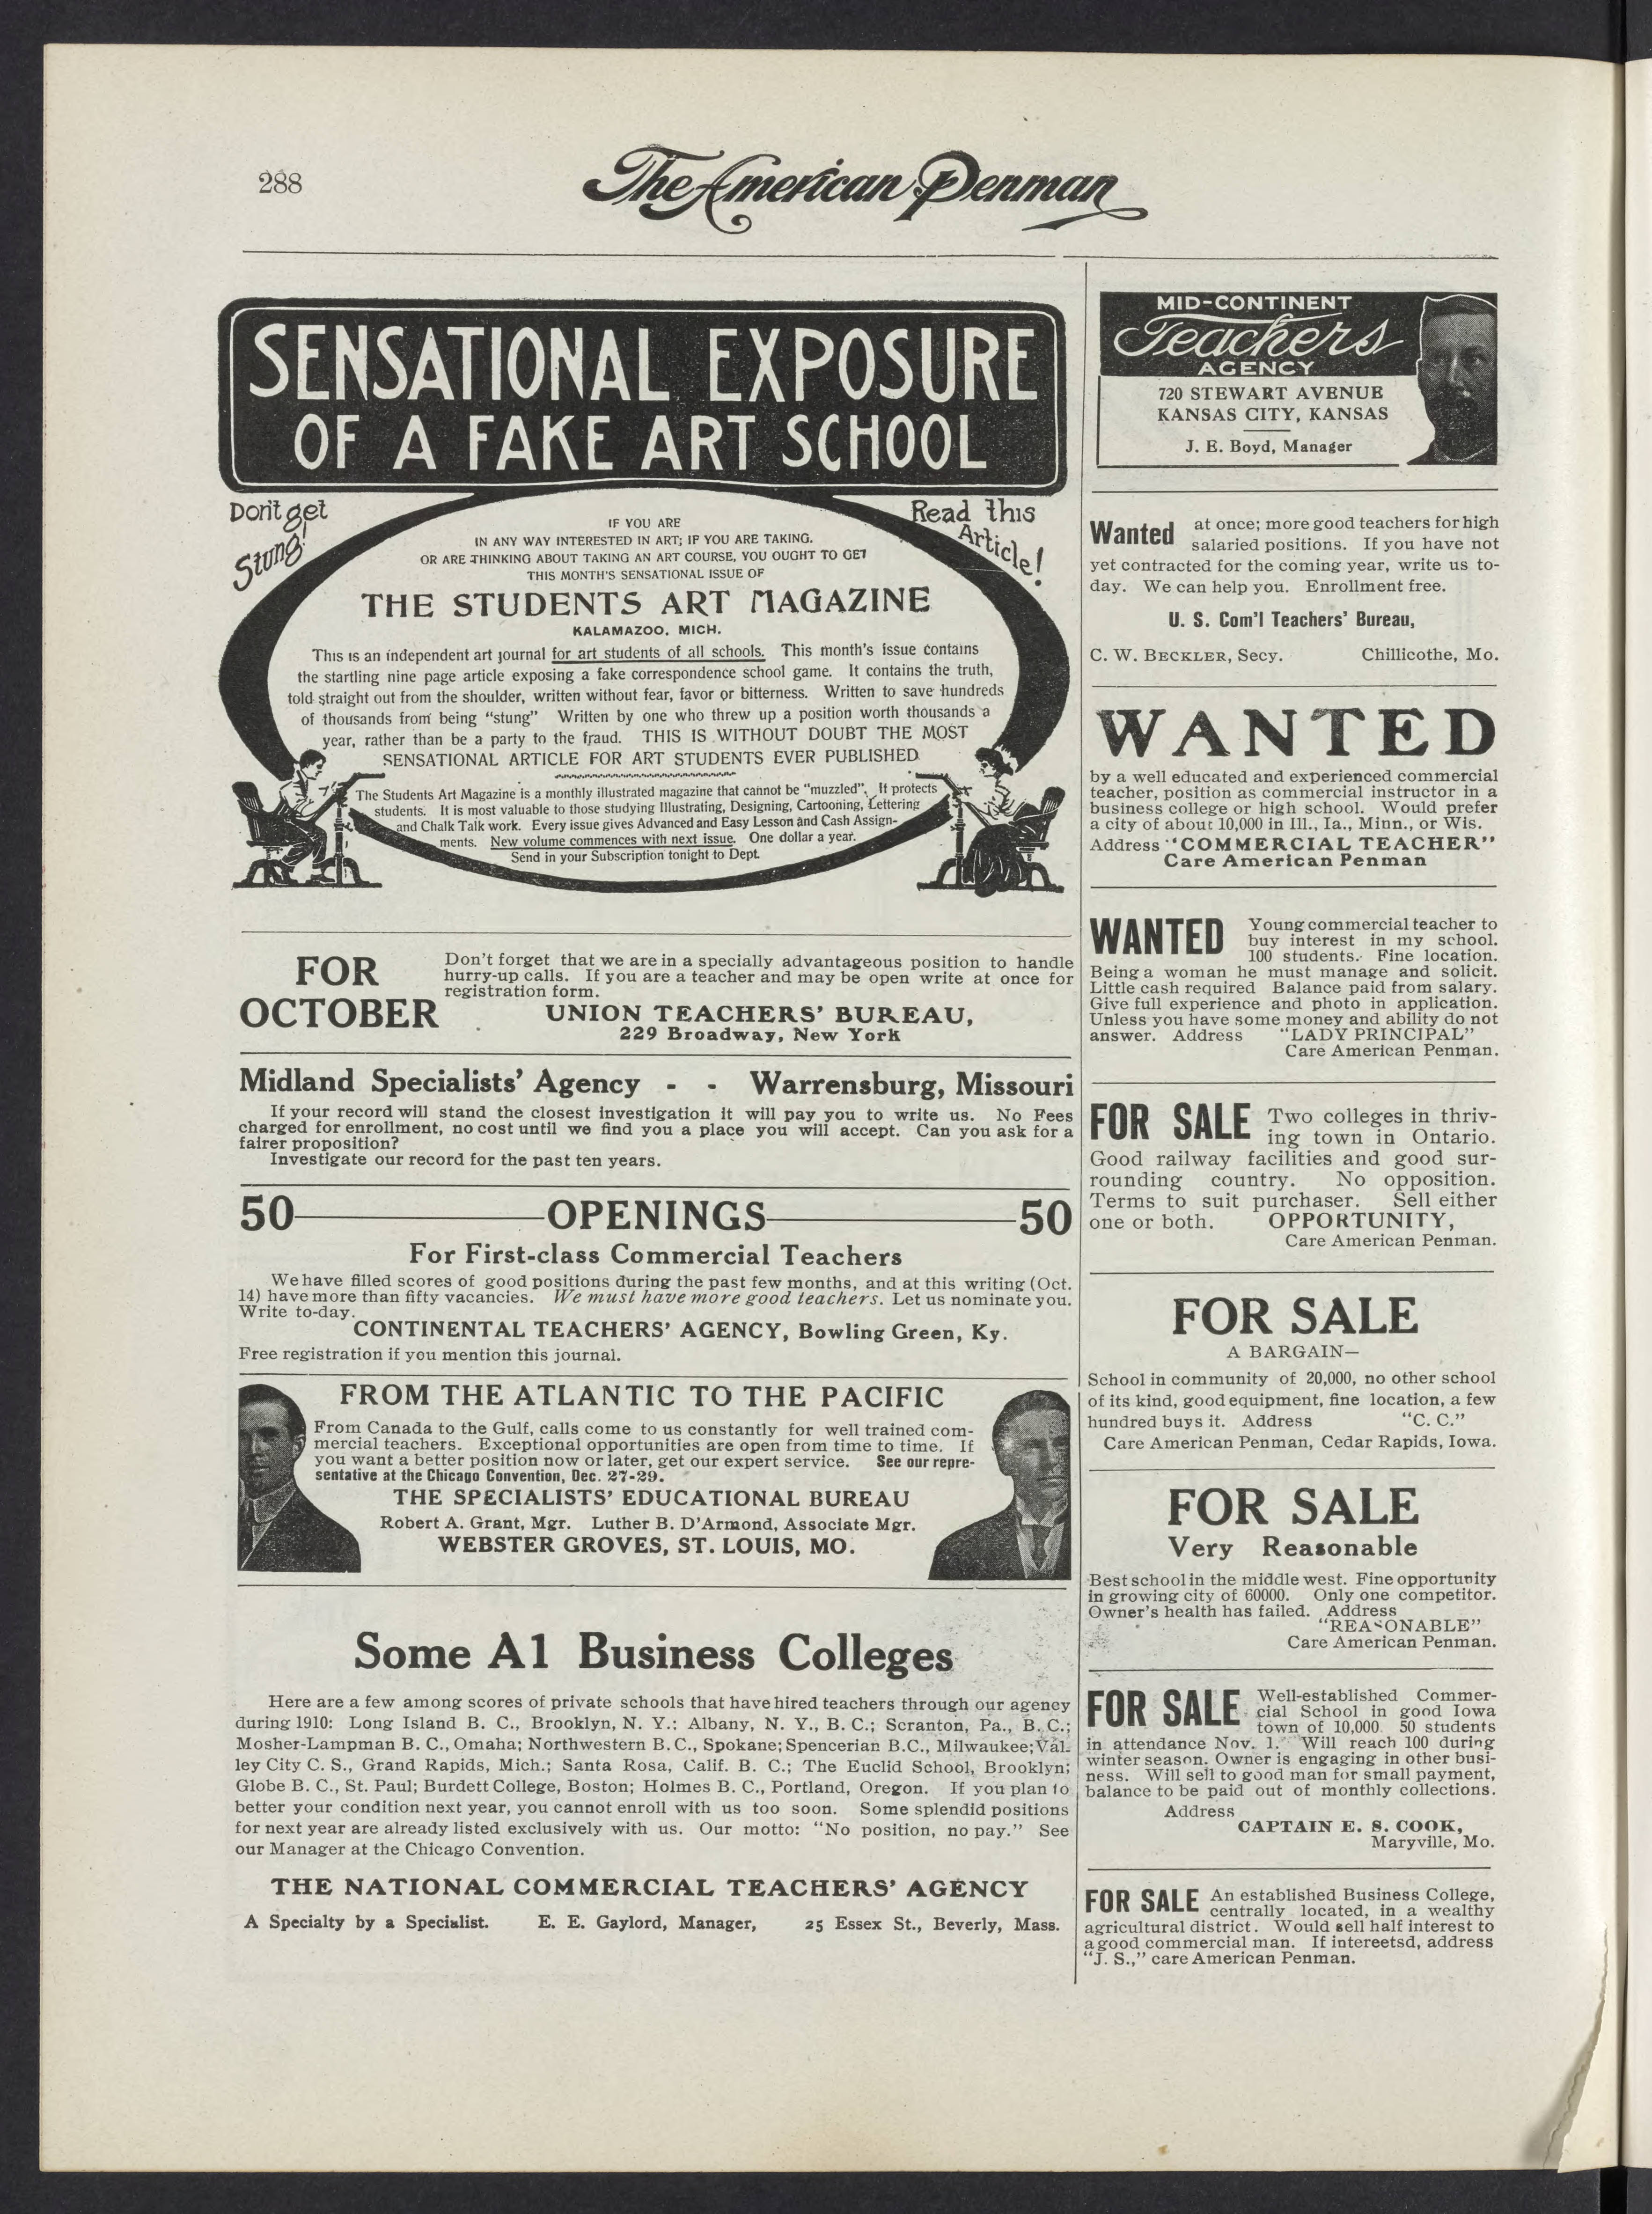 288
The American Penman
SENSATIONAL EXPOSURE
OF A FAKE ART SCHOOL
Don't get
Stung!
Read this
Article!
IF YOU ARE
IN ANY WAY INTERESTED IN ART; IF YOU ARE TAKING.
OR ARE THINKING ABOUT TAKING AN ART COURSE, YOU OUGHT TO GET
THIS MONTH'S SENSATIONAL ISSUE OF
THE STUDENTS ART MAGAZINE
KALAMAZOO. MICH.
This is an independent art journal for art students of all schools. This month's issue contains
the startling nine page article exposing a fake correspondence school game. It contains the truth,
told straight out from the shoulder, written without fear, favor or bitterness. Written to save hundreds
of thousands from being "stung" Written by one who threw up a position worth thousands a
year, rather than be a party to the fraud. THIS IS WITHOUT DOUBT THE MOST
SENSATIONAL ARTICLE FOR ART STUDENTS EVER PUBLISHED
The Students Art Magazine is a monthly illustrated magazine that cannot be "muzzled". It protects
students. It is most valuable to those studying Illustrating, Designing, Cartooning, Lettering
and Chalk Talk work. Every issue gives Advanced and Easy Lesson and Cash Assign-
ments. New volume commences with next issue. One dollar a year.
Send in your Subscription tonight to Dept.
FOR
OCTOBER
Don't forget that we are in a specially advantageous position to handle
hurry-up calls. If you are a teacher and may be open write at once for
registration form.
UNION TEACHERS' BUREAU,
229 Broadway, New York
Midland Specialists' Agency - - Warrensburg, Missouri
If your record will stand the closest investigation it will pay you to write us. No Fees
charged for enrollment, no cost until we find you a place you will accept. Can you ask for a
fairer proposition?
Investigate our record for the past ten years.
50 OPENINGS 50
For First-class Commercial Teachers
We have filled scores of good positions during the past few months, and at this writing (Oct.
14) have more than fifty vacancies. We must have more good teachers. Let us nominate you.
Write to-day.
CONTINENTAL TEACHERS' AGENCY, Bowling Green, Ky.
Free registration if you mention this journal.
FROM THE ATLANTIC TO THE PACIFIC
From Canada to the Gulf, calls come to us constantly for well trained com-
mercial teachers. Exceptional opportunities are open from time to time. If
you want a better position now or later, get our expert service. See our repre-
sentative at the Chicago Convention, Dec. 27-29.
THE SPECIALISTS' EDUCATIONAL BUREAU
Robert A. Grant, Mgr. Luther B. D'Armond, Associate Mgr.
WEBSTER GROVES, ST. LOUIS, MO.
Some A1 Business Colleges
Here are a few among scores of private schools that have hired teachers through our agency
during 1910: Long Island B. C., Brooklyn, N. Y.; Albany, N. Y., B. C.; Scranton, Pa., B. C.;
Mosher-Lampman B. C., Omaha; Northwestern B. C., Spokane; Spencerian B.C., Milwaukee; Val-
ley City C. S., Grand Rapids, Mich.; Santa Rosa, Calif. B. C.; The Euclid School, Brooklyn;
Globe B. C., St. Paul; Burdett College, Boston; Holmes B. C., Portland, Oregon. If you plan to
better your condition next year, you cannot enroll with us too soon. Some splendid positions
for next year are already listed exclusively with us. Our motto: "No position, no pay." See
our Manager at the Chicago Convention.
THE NATIONAL COMMERCIAL TEACHERS' AGENCY
A Specialty by a Specialist. E. E. Gaylord, Manager, 25 Essex St., Beverly, Mass.
MID-CONTINENT
Teachers
AGENCY
720 STEWART AVENUE
KANSAS CITY, KANSAS
J. E. Boyd, Manager
Wanted at once; more good teachers for high
salaried positions. If you have not
yet contracted for the coming year, write us to-
day. We can help you. Enrollment free.
U. S. Com'l Teachers' Bureau,
C. W. BECKLER, Secy. Chillicothe, Mo.
WANTED
by a well educated and experienced commercial
teacher, position as commercial instructor in a
business college or high school. Would prefer
a city of about 10,000 in Ill., Ia., Minn., or Wis.
Address "COMMERCIAL TEACHER"
Care American Penman
WANTED Young commercial teacher to
buy interest in my school.
100 students. Fine location.
Being a woman he must manage and solicit.
Little cash required Balance paid from salary.
Give full experience and photo in application.
Unless you have some money and ability do not
answer. Address "LADY PRINCIPAL"
Care American Penman.
FOR SALE Two colleges in thriv-
ing town in Ontario.
Good railway facilities and good sur-
rounding country. No opposition.
Terms to suit purchaser. Sell either
one or both. OPPORTUNITY,
Care American Penman.
FOR SALE
A BARGAIN—
School in community of 20,000, no other school
of its kind, good equipment, fine location, a few
hundred buys it. Address "C. C."
Care American Penman, Cedar Rapids, Iowa.
FOR SALE
Very Reasonable
Best school in the middle west. Fine opportunity
in growing city of 60000. Only one competitor.
Owner's health has failed. Address
"REASONABLE"
Care American Penman.
FOR SALE Well-established Commer-
cial School in good Iowa
town of 10,000. 50 students
in attendance Nov. 1. Will reach 100 during
winter season. Owner is engaging in other busi-
ness. Will sell to good man for small payment,
balance to be paid out of monthly collections.
Address
CAPTAIN E. S. COOK,
Maryville, Mo.
FOR SALE An established Business College,
centrally located, in a wealthy
agricultural district. Would sell half interest to
a good commercial man. If intereetsd, address
"J. S.," care American Penman.